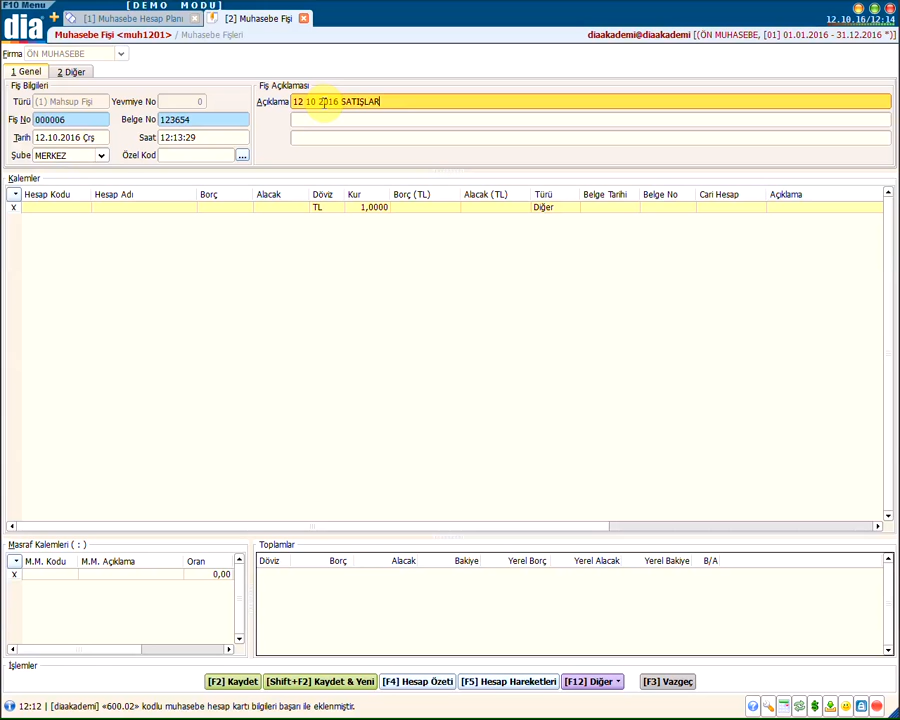 F10 Menu
[ D E M O   M O D U ]
dia
[1] Muhasebe Hesap Planı
[2] Muhasebe Fişi
12.10.16/12:14
Muhasebe Fişi <muh1201> / Muhasebe Fişleri
diaakademi@diaakademi [(ÖN MUHASEBE, [01] 01.01.2016 - 31.12.2016 *)]
Firma ÖN MUHASEBE
1 Genel 2 Diğer
Fiş Bilgileri
Türü (1) Mahsup Fişi Yevmiye No 0
Fiş No 000006 Belge No 123654
Tarih 12.10.2016 Çrş Saat 12:13:29
Şube MERKEZ Özel Kod ...
Fiş Açıklaması
Açıklama 12 10 2016 SATIŞLAR
Kalemler
Hesap Kodu Hesap Adı Borç Alacak Döviz Kur Borç (TL) Alacak (TL) Türü Belge Tarihi Belge No Cari Hesap Açıklama
X TL 1,0000 Diğer
Masraf Kalemleri ( : )
M.M. Kodu M.M. Açıklama Oran
X 0,00
Toplamlar
Döviz Borç Alacak Bakiye Yerel Borç Yerel Alacak Yerel Bakiye B/A
İşlemler
[F2] Kaydet [Shift+F2] Kaydet & Yeni [F4] Hesap Özeti [F5] Hesap Hareketleri [F12] Diğer [F3] Vazgeç
12:12 | [diaakademi] «600.02» kodlu muhasebe hesap kartı bilgileri başarı ile eklenmiştir.